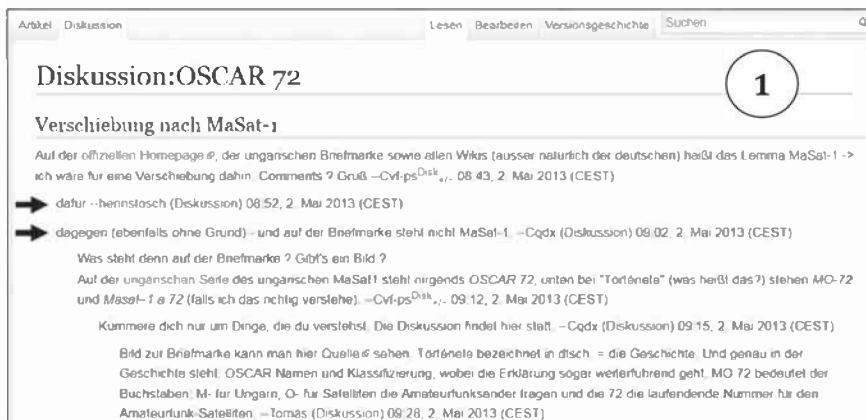 Artikel Diskussion Lesen Bearbeiten Versionsgeschichte Suchen
Diskussion:OSCAR 72
1
Verschiebung nach MaSat-1
Auf der offiziellen Homepage, der ungarischen Briefmarke sowie allen Wikis (ausser natürlich der deutschen) heißt das Lemma MaSat-1 ->
ich wäre für eine Verschiebung dahin. Comments ? Gruß –Cvf-ps Disk +/- 08:43, 2. Mai 2013 (CEST)
dafür --hennstosch (Diskussion) 08:52, 2. Mai 2013 (CEST)
dagegen (ebenfalls ohne Grund) - und auf der Briefmarke steht nicht MaSat-1. –Cqdx (Diskussion) 09:02, 2. Mai 2013 (CEST)
Was steht denn auf der Briefmarke ? Gibt's ein Bild ?
Auf der ungarischen Seite des ungarischen MaSat1 steht nirgends OSCAR 72, unten bei "Torténete" (was heißt das?) stehen MO-72
und Masat-1 a 72 (falls ich das richtig verstehe). –Cvf-ps Disk +/- 09:12, 2. Mai 2013 (CEST)
Kümmere dich nur um Dinge, die du verstehst. Die Diskussion findet hier statt. –Cqdx (Diskussion) 09:15, 2. Mai 2013 (CEST)
Bild zur Briefmarke kann man hier Quelle sehen. Torténete bezeichnet in dtsch. = die Geschichte. Und genau in der
Geschichte steht: OSCAR Namen und Klassifizierung, wobei die Erklärung sogar weiterführend geht, MO 72 bedeutet der
Buchstaben: M- für Ungarn, O- für Satelliten die Amateurfunksender tragen und die 72 die laufendende Nummer für den
Amateurfunk-Satelliten. –Tomás (Diskussion) 09:28, 2. Mai 2013 (CEST)